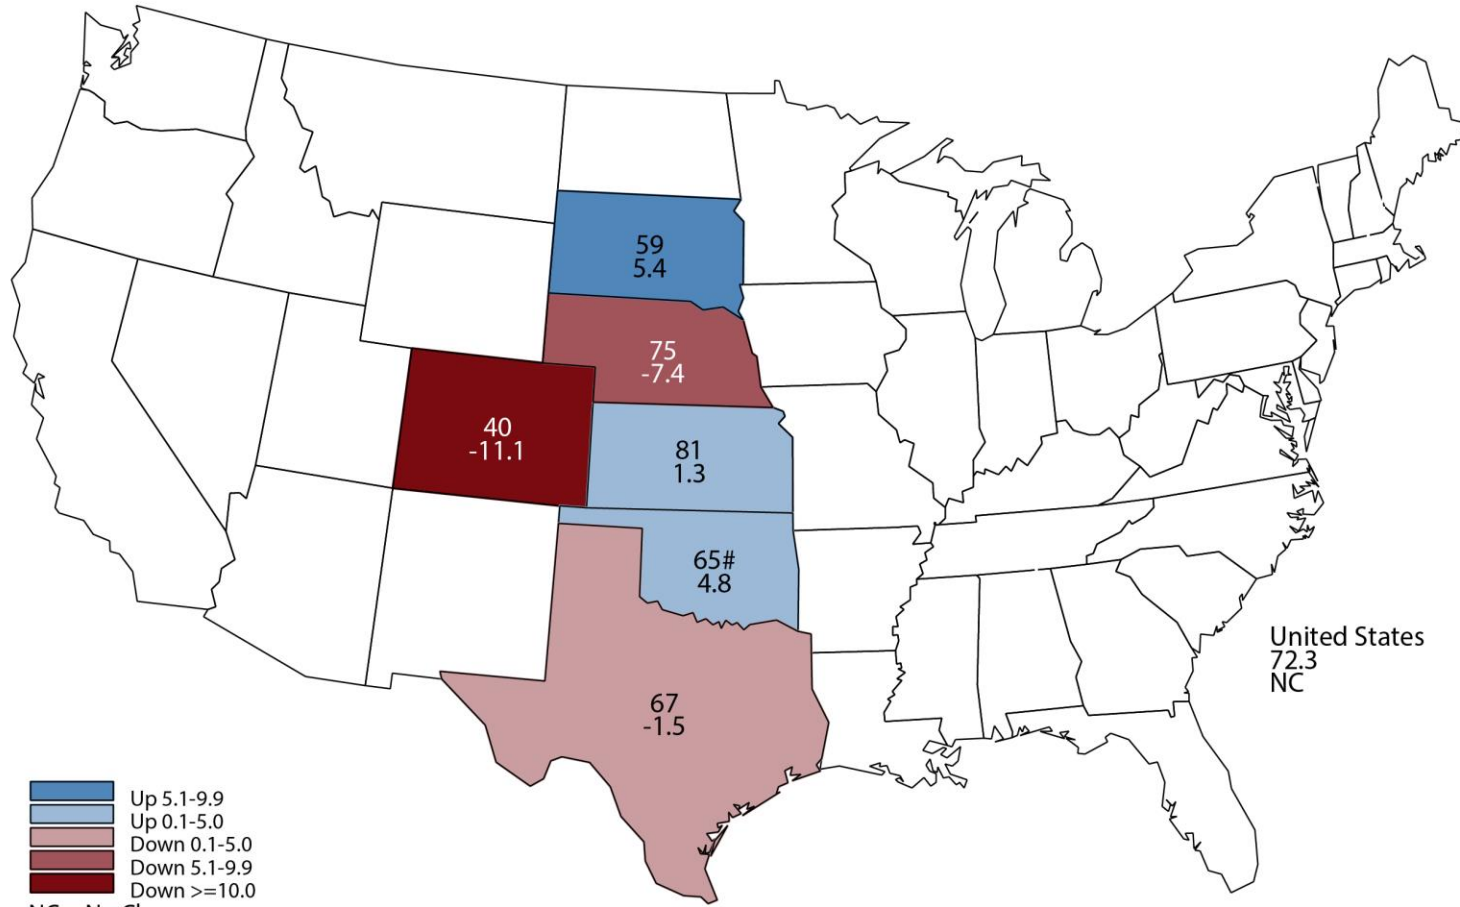 59
5.4
75
-7.4
40
-11.1
81
1.3
65#
4.8
United States
72.3
NC
67
-1.5
Up 5.1-9.9
Up 0.1-5.0
Down 0.1-5.0
Down 5.1-9.9
Down >=10.0